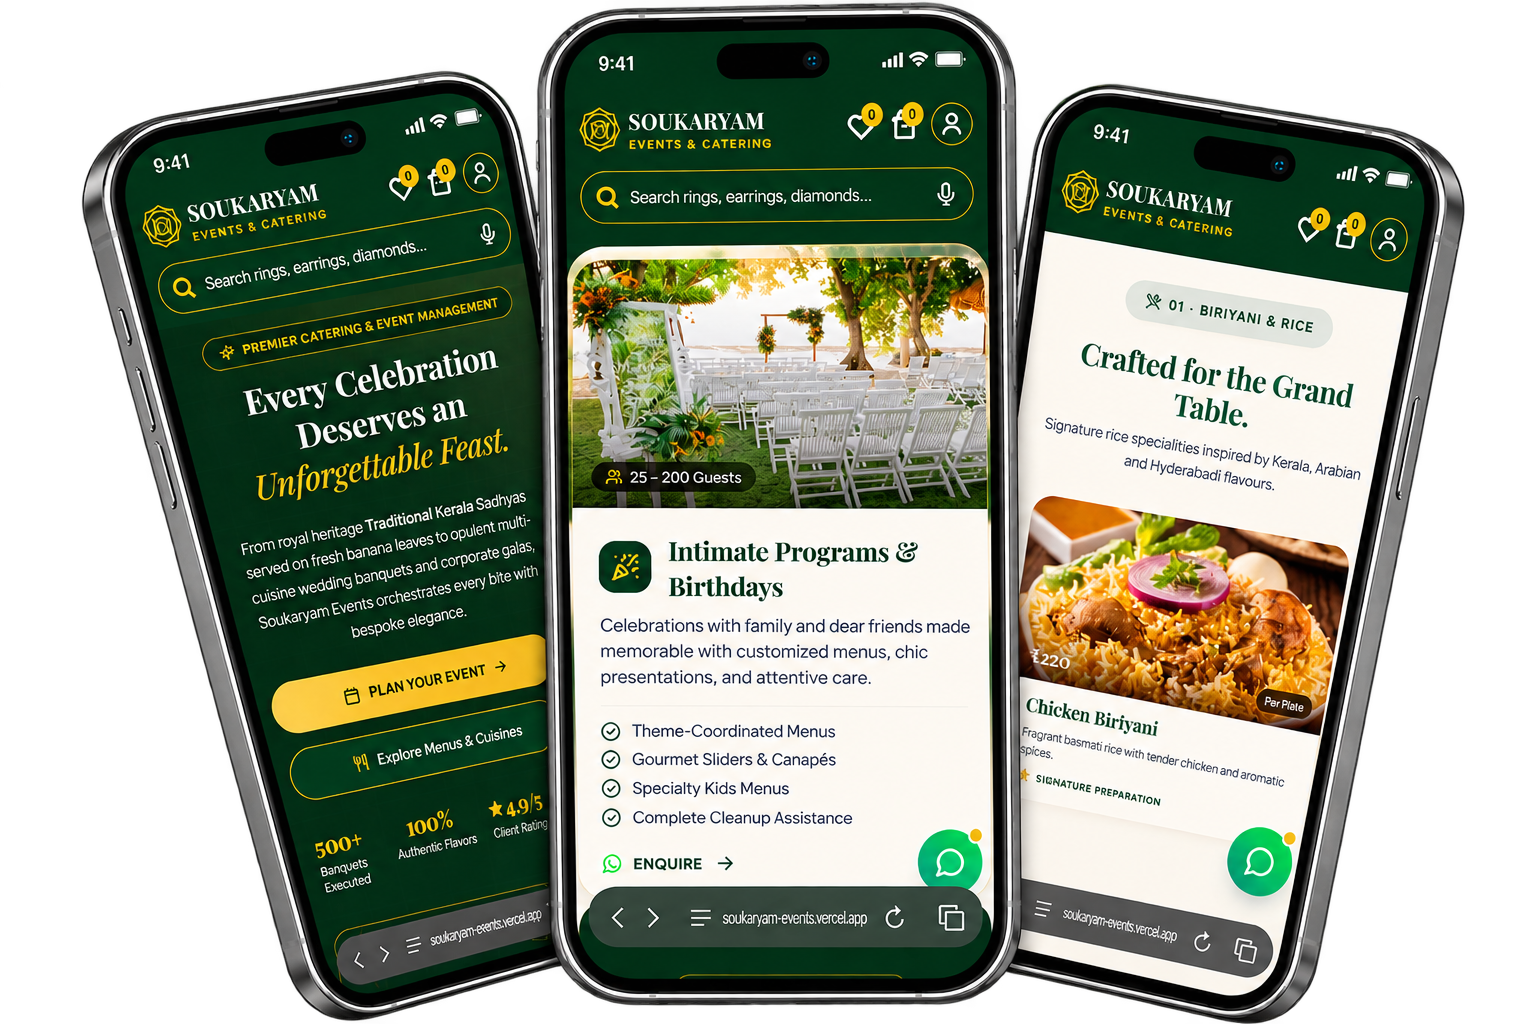 9:41
SOUKARYAM
EVENTS & CATERING
0
0
Search rings, earrings, diamonds...
PREMIER CATERING & EVENT MANAGEMENT
Every Celebration
Deserves an
Unforgettable Feast.
From royal heritage Traditional Kerala Sadhyas
served on fresh banana leaves to opulent multi-
cuisine wedding banquets and corporate galas,
Soukaryam Events orchestrates every bite with
bespoke elegance.
PLAN YOUR EVENT →
Explore Menus & Cuisines
500+
Banquets
Executed
100%
Authentic Flavors
★ 4.9/5
Client Rating
soukaryam-events.vercel.app
9:41
SOUKARYAM
EVENTS & CATERING
0
0
Search rings, earrings, diamonds...
25 – 200 Guests
Intimate Programs &
Birthdays
Celebrations with family and dear friends made
memorable with customized menus, chic
presentations, and attentive care.
Theme-Coordinated Menus
Gourmet Sliders & Canapés
Specialty Kids Menus
Complete Cleanup Assistance
ENQUIRE →
soukaryam-events.vercel.app
9:41
SOUKARYAM
EVENTS & CATERING
0
0
01 · BIRIYANI & RICE
Crafted for the Grand
Table.
Signature rice specialities inspired by Kerala, Arabian
and Hyderabadi flavours.
₹220
Per Plate
Chicken Biriyani
Fragrant basmati rice with tender chicken and aromatic
spices.
SIGNATURE PREPARATION
soukaryam-events.vercel.app